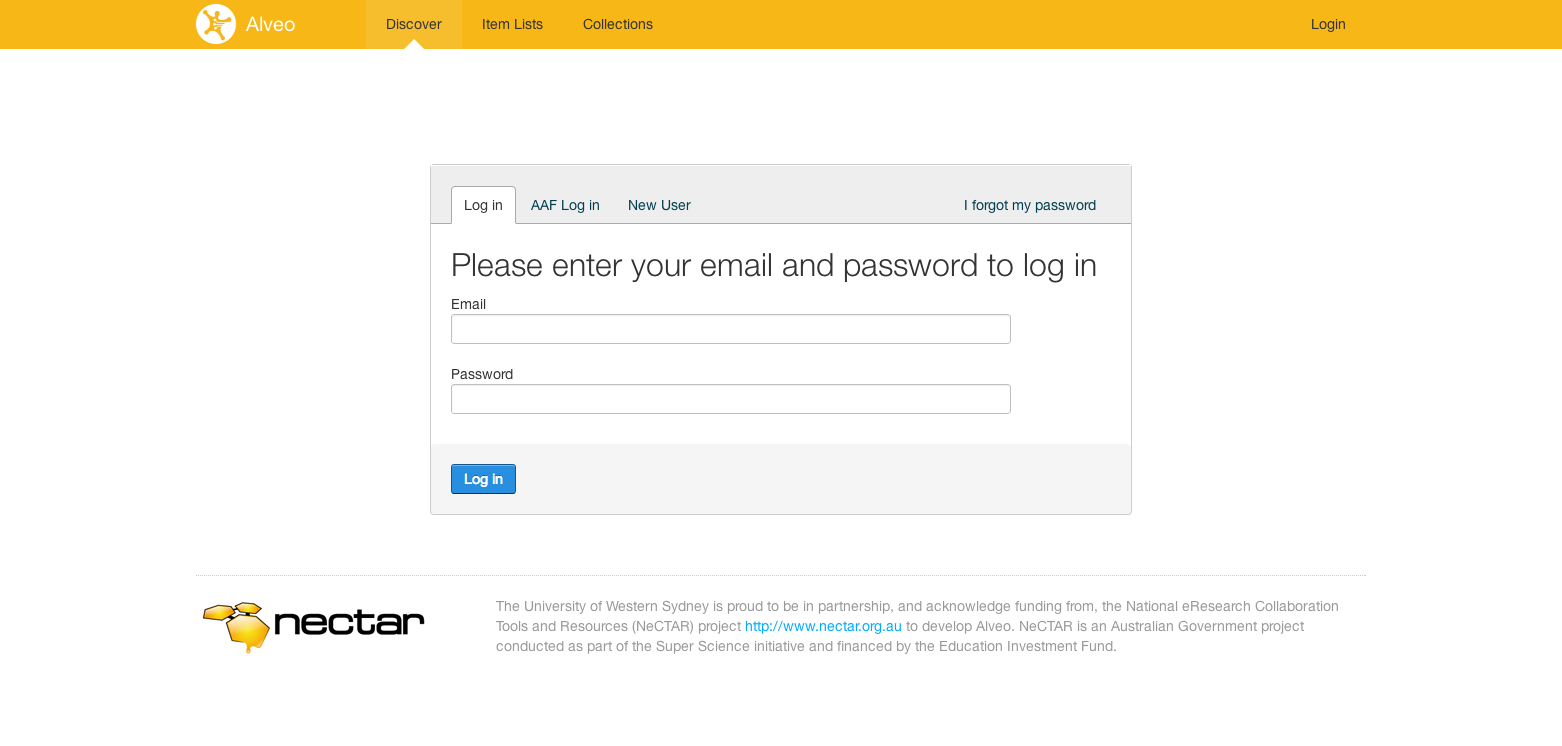 Alveo
Discover
Item Lists
Collections
Login
Log in
AAF Log in
New User
I forgot my password
Please enter your email and password to log in
Email
Password
Log in
nectar
The University of Western Sydney is proud to be in partnership, and acknowledge funding from, the National eResearch Collaboration
Tools and Resources (NeCTAR) project http://www.nectar.org.au to develop Alveo. NeCTAR is an Australian Government project
conducted as part of the Super Science initiative and financed by the Education Investment Fund.